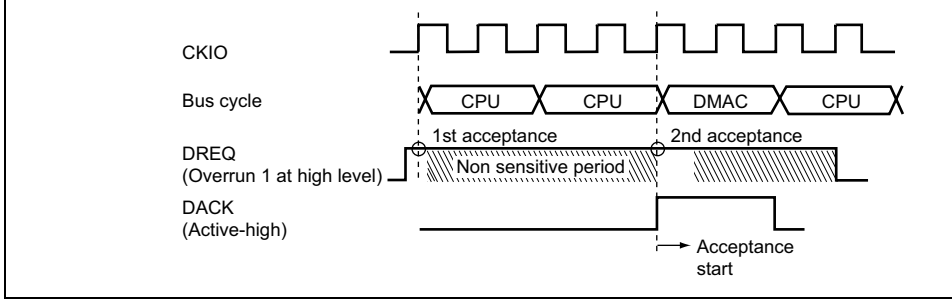 CKIO
Bus cycle
CPU CPU DMAC CPU
1st acceptance 2nd acceptance
DREQ
(Overrun 1 at high level)
Non sensitive period
DACK
(Active-high)
Acceptance
start